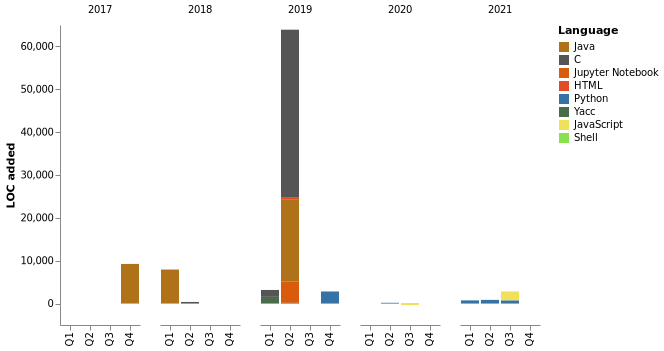 2017 2018 2019 2020 2021
Language
Java
C
Jupyter Notebook
HTML
Python
Yacc
JavaScript
Shell
LOC added
60,000
50,000
40,000
30,000
20,000
10,000
0
Q1 Q2 Q3 Q4 Q1 Q2 Q3 Q4 Q1 Q2 Q3 Q4 Q1 Q2 Q3 Q4 Q1 Q2 Q3 Q4